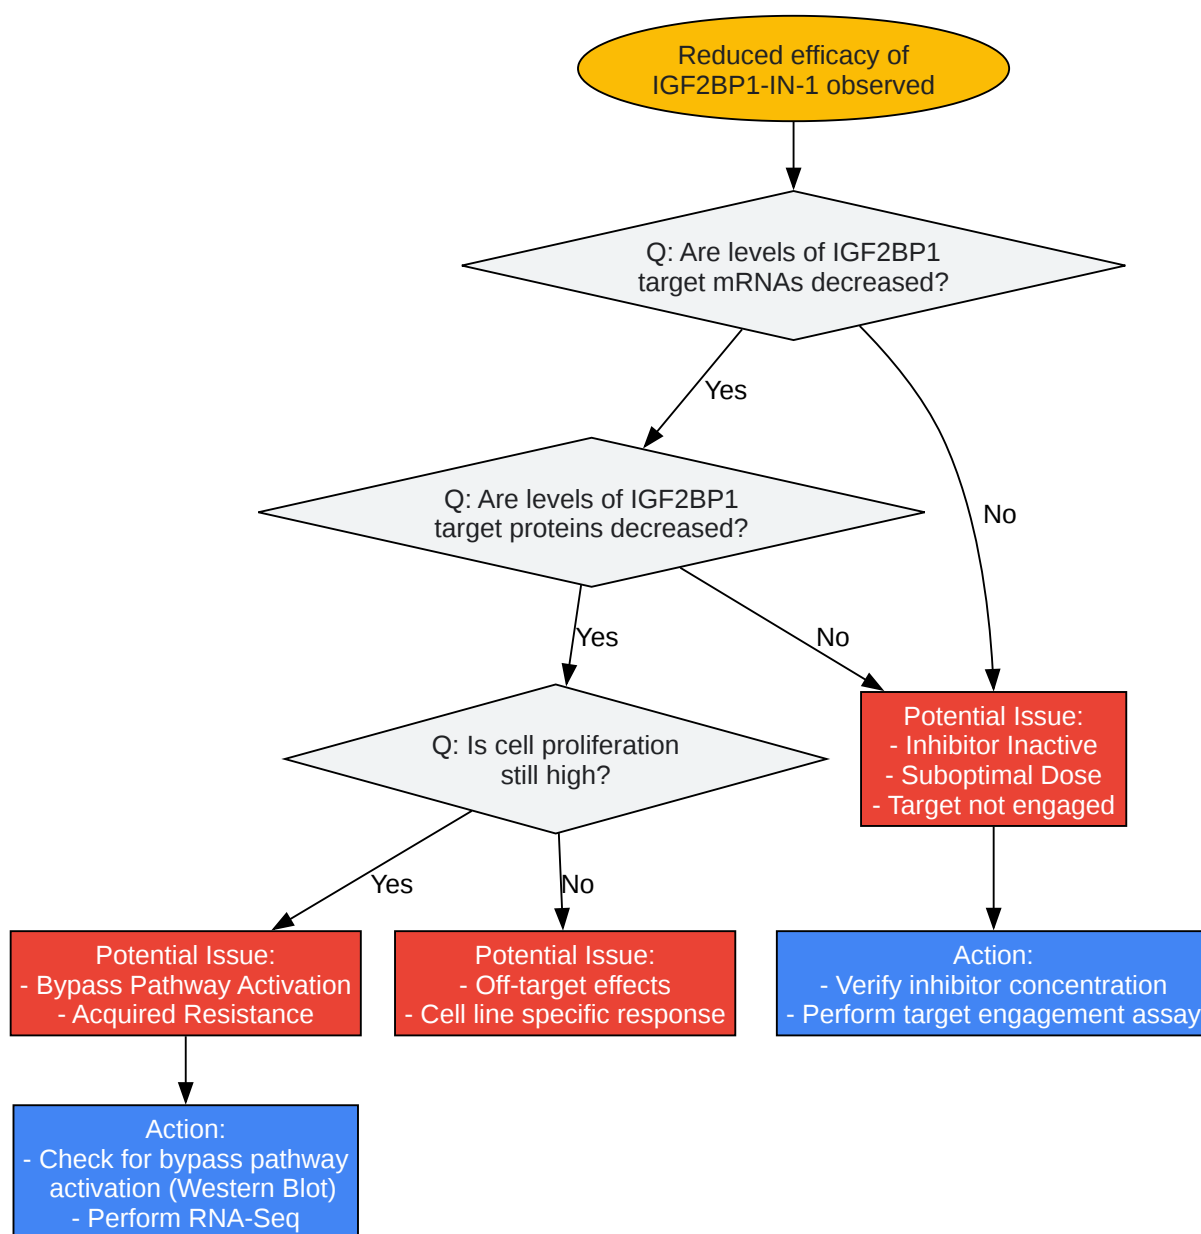 Reduced efficacy of
IGF2BP1-IN-1 observed
Q: Are levels of IGF2BP1
target mRNAs decreased?
Yes
No
Q: Are levels of IGF2BP1
target proteins decreased?
Yes
No
Q: Is cell proliferation
still high?
Potential Issue:
- Inhibitor Inactive
- Suboptimal Dose
- Target not engaged
Yes
No
Potential Issue:
- Bypass Pathway Activation
- Acquired Resistance
Potential Issue:
- Off-target effects
- Cell line specific response
Action:
- Verify inhibitor concentration
- Perform target engagement assay
Action:
- Check for bypass pathway
activation (Western Blot)
- Perform RNA-Seq